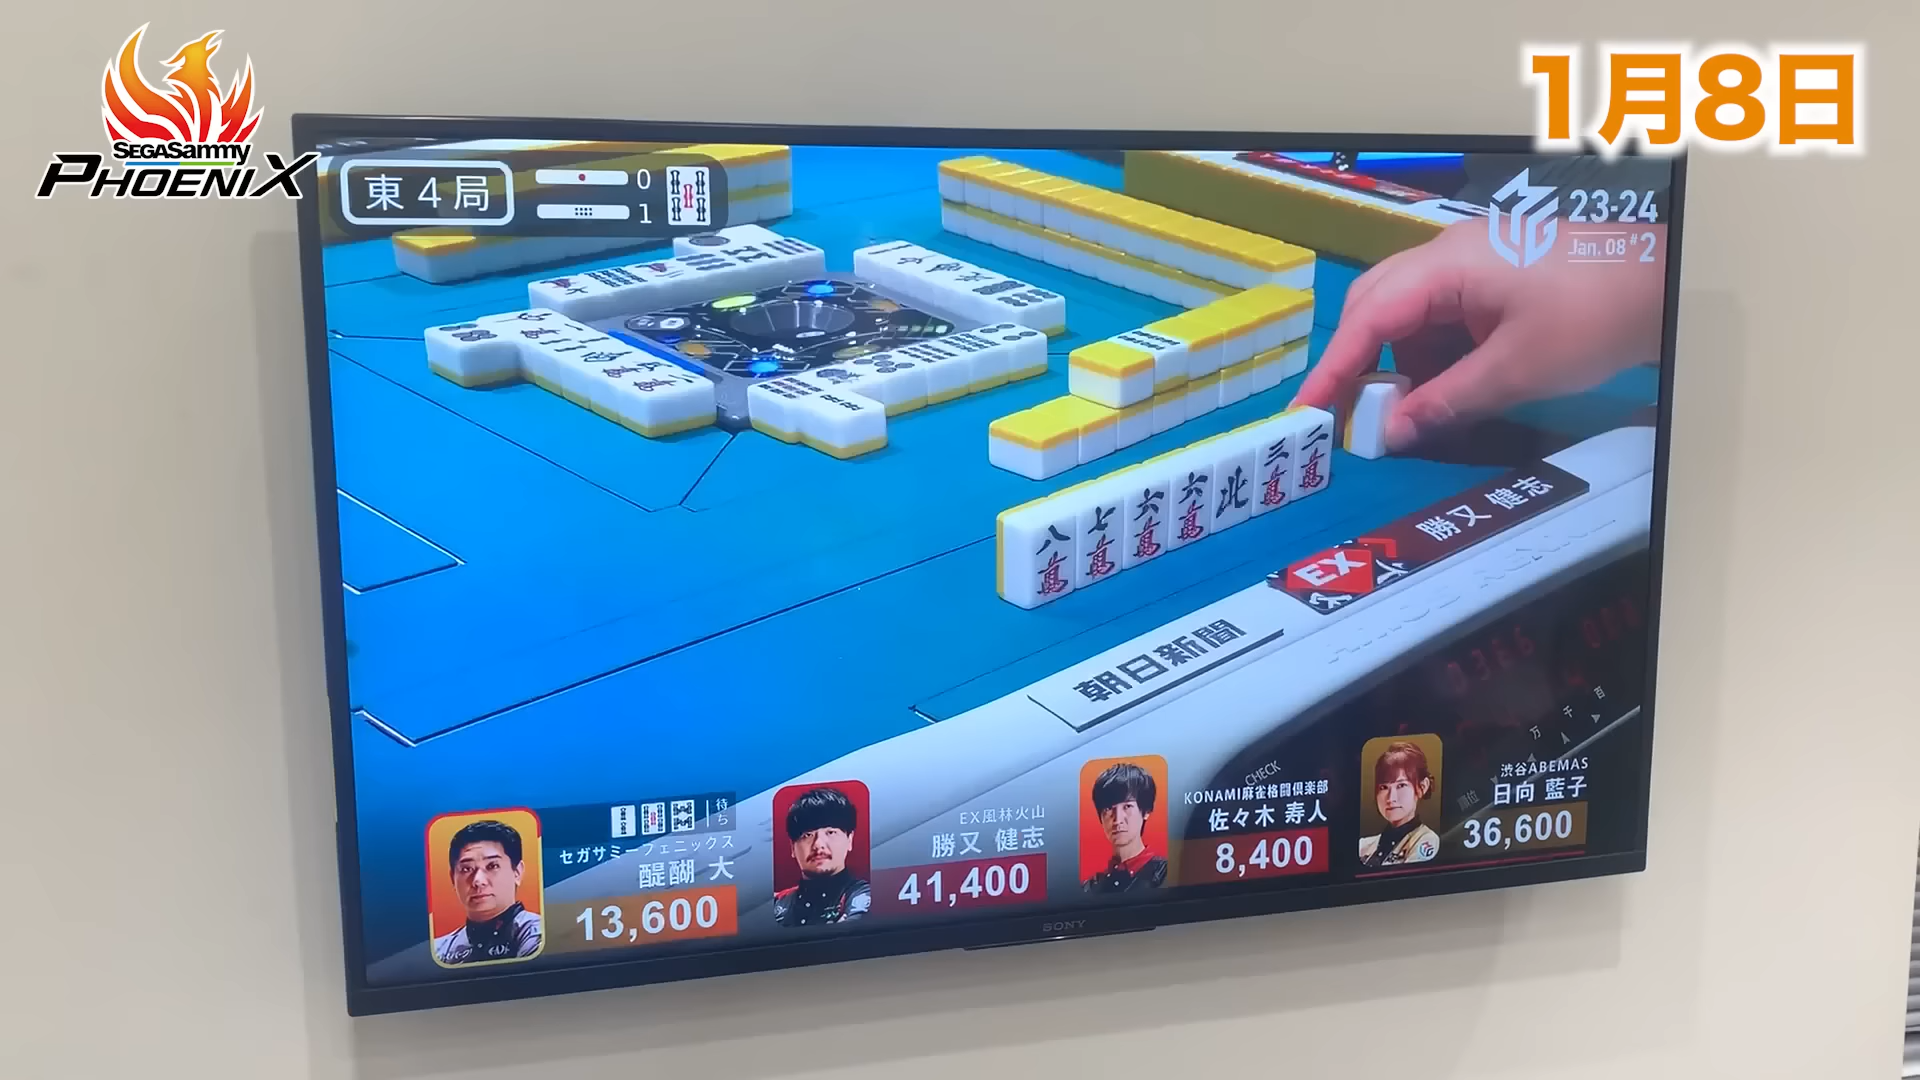 SEGASammy
PHOENIX
1月8日
東4局
0
1
23-24
Jan. 08 #2
八萬 七萬 六萬 六萬 北 三萬 二萬
EX
勝又 健志
朝日新聞
百
千
万
CHECK
順位
待ち
セガサミーフェニックス
醍醐 大
13,600
EX風林火山
勝又 健志
41,400
KONAMI麻雀格闘倶楽部
佐々木 寿人
8,400
渋谷ABEMAS
日向 藍子
36,600
SONY